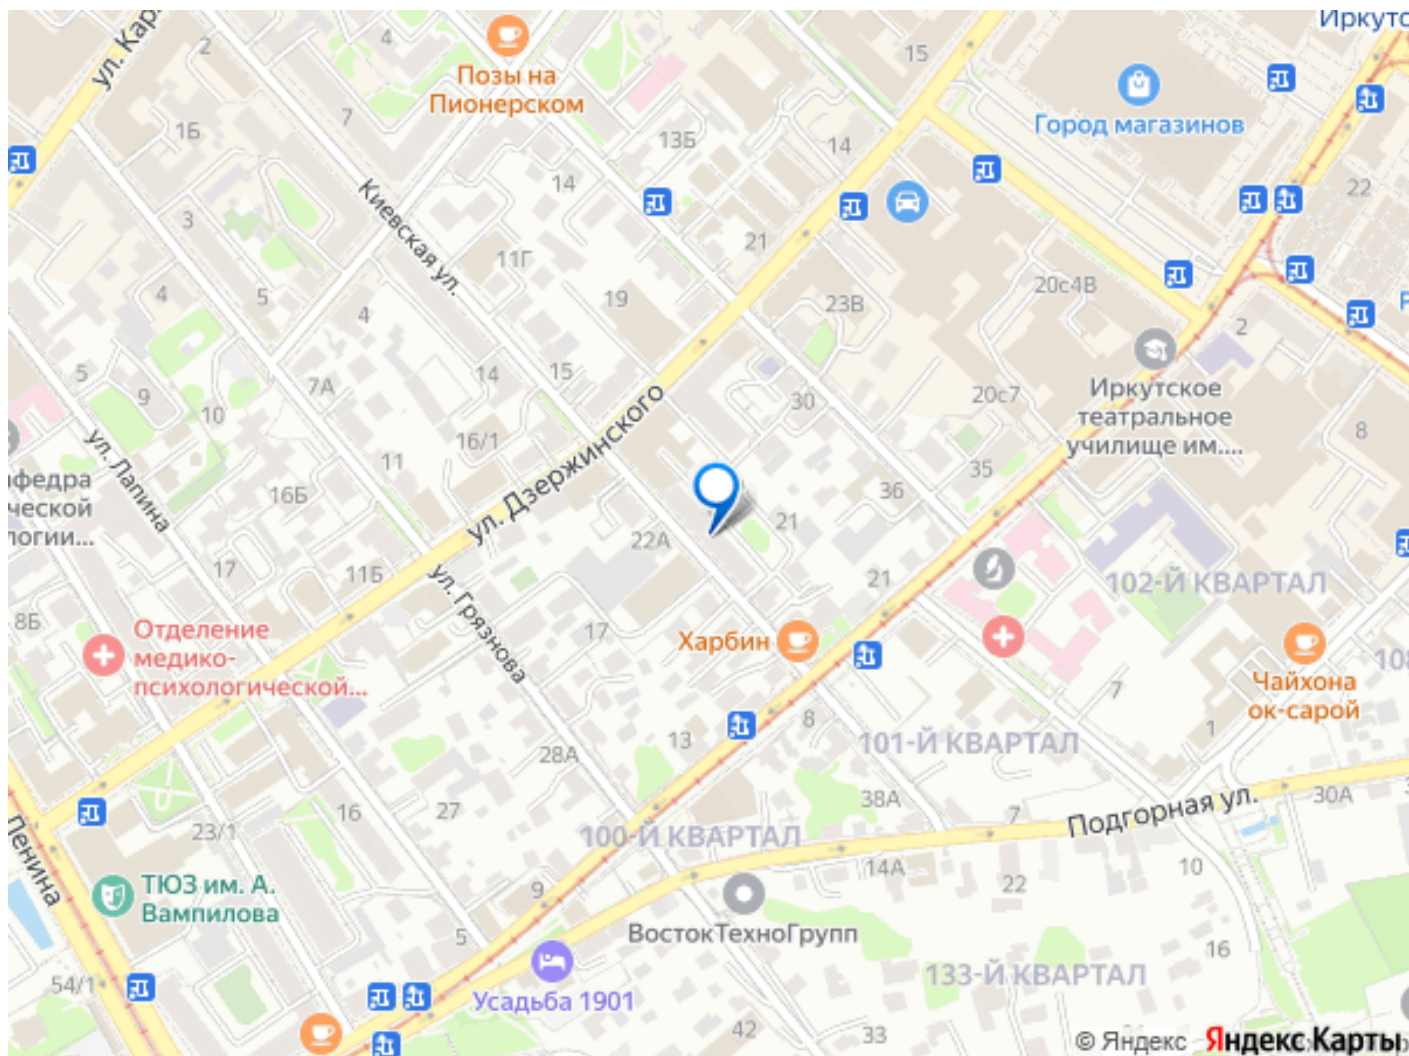 Иркутс
ул. Кар
2
4
15
Позы на
Пионерском
Город магазинов
7
1Б
13Б
14
14
22
Киевская ул.
3
21
11Г
20с4В
4
5
19
23В
4
2
5
7А
14
15
Иркутское
театральное
училище им....
9
10
30
20с7
8
ул. Дзержинского
16/1
ул. Лапина
11
35
афедра
ческой
логии...
16Б
36
21
22А
17
11Б
21
102-Й КВАРТАЛ
ул. Грязнова
8Б
Отделение
медико-
психологической...
17
Харбин
108
Чайхона
ок-сарой
7
8
1
13
101-Й КВАРТАЛ
28А
38А
7
30А
Подгорная ул.
27
16
23/1
100-Й КВАРТАЛ
Ленина
14А
10
22
9
ТЮЗ им. А.
Вампилова
ВостокТехноГрупп
5
16
133-Й КВАРТАЛ
54/1
Усадьба 1901
42
33
© Яндекс Яндекс Карты